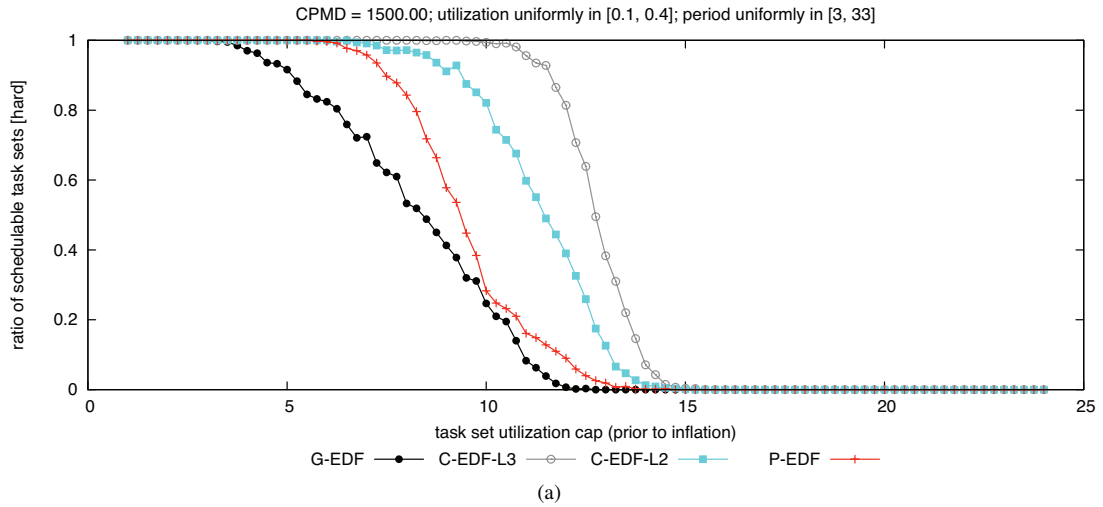 CPMD = 1500.00; utilization uniformly in [0.1, 0.4]; period uniformly in [3, 33]
ratio of schedulable task sets [hard]
1
0.8
0.6
0.4
0.2
0
0 5 10 15 20 25
task set utilization cap (prior to inflation)
G-EDF C-EDF-L3 C-EDF-L2 P-EDF
(a)